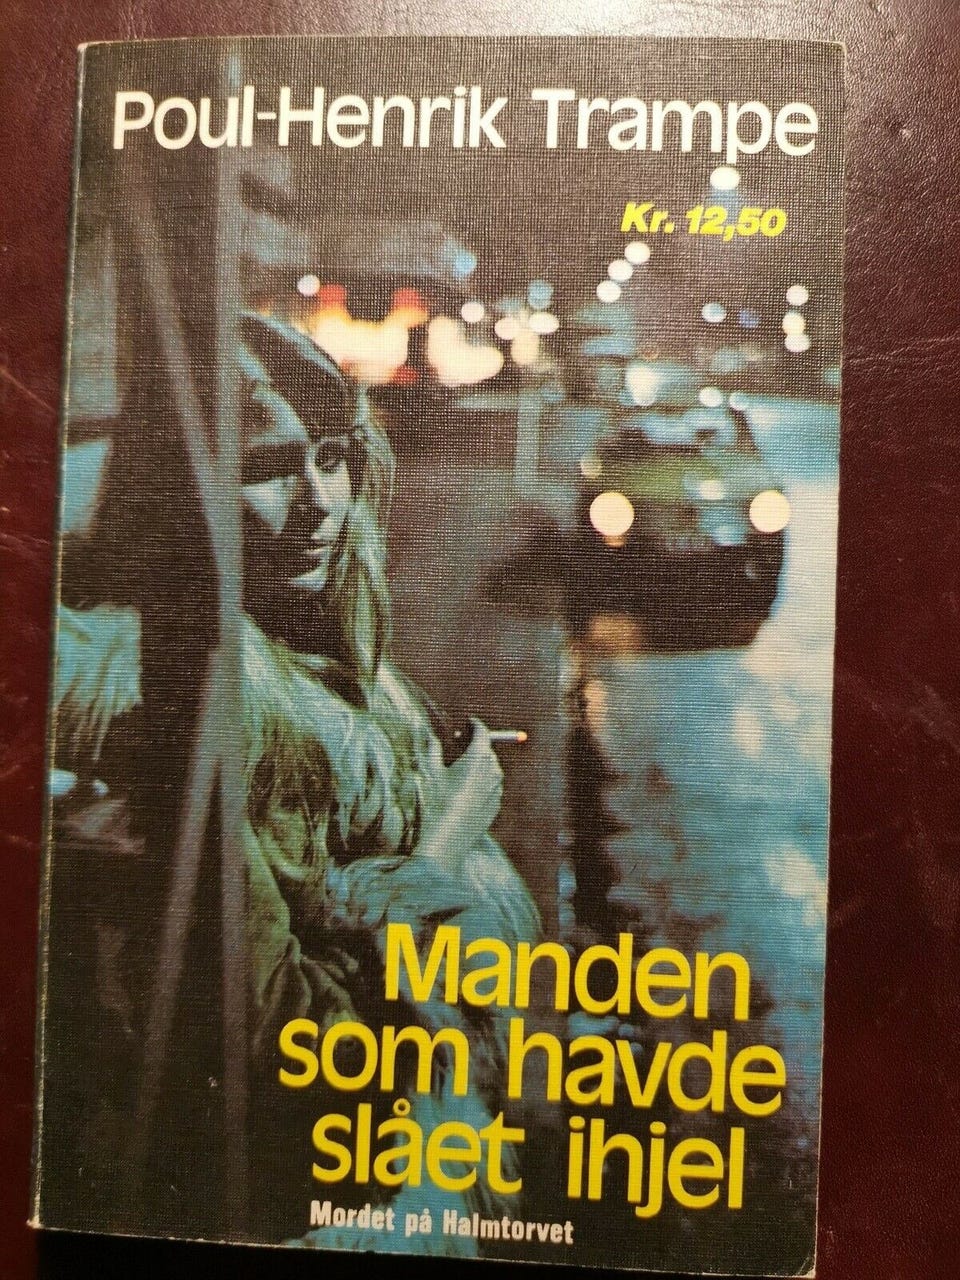 Poul-Henrik Trampe
Kr. 12,50
Manden
som havde
slået ihjel
Mordet på Halmtorvet